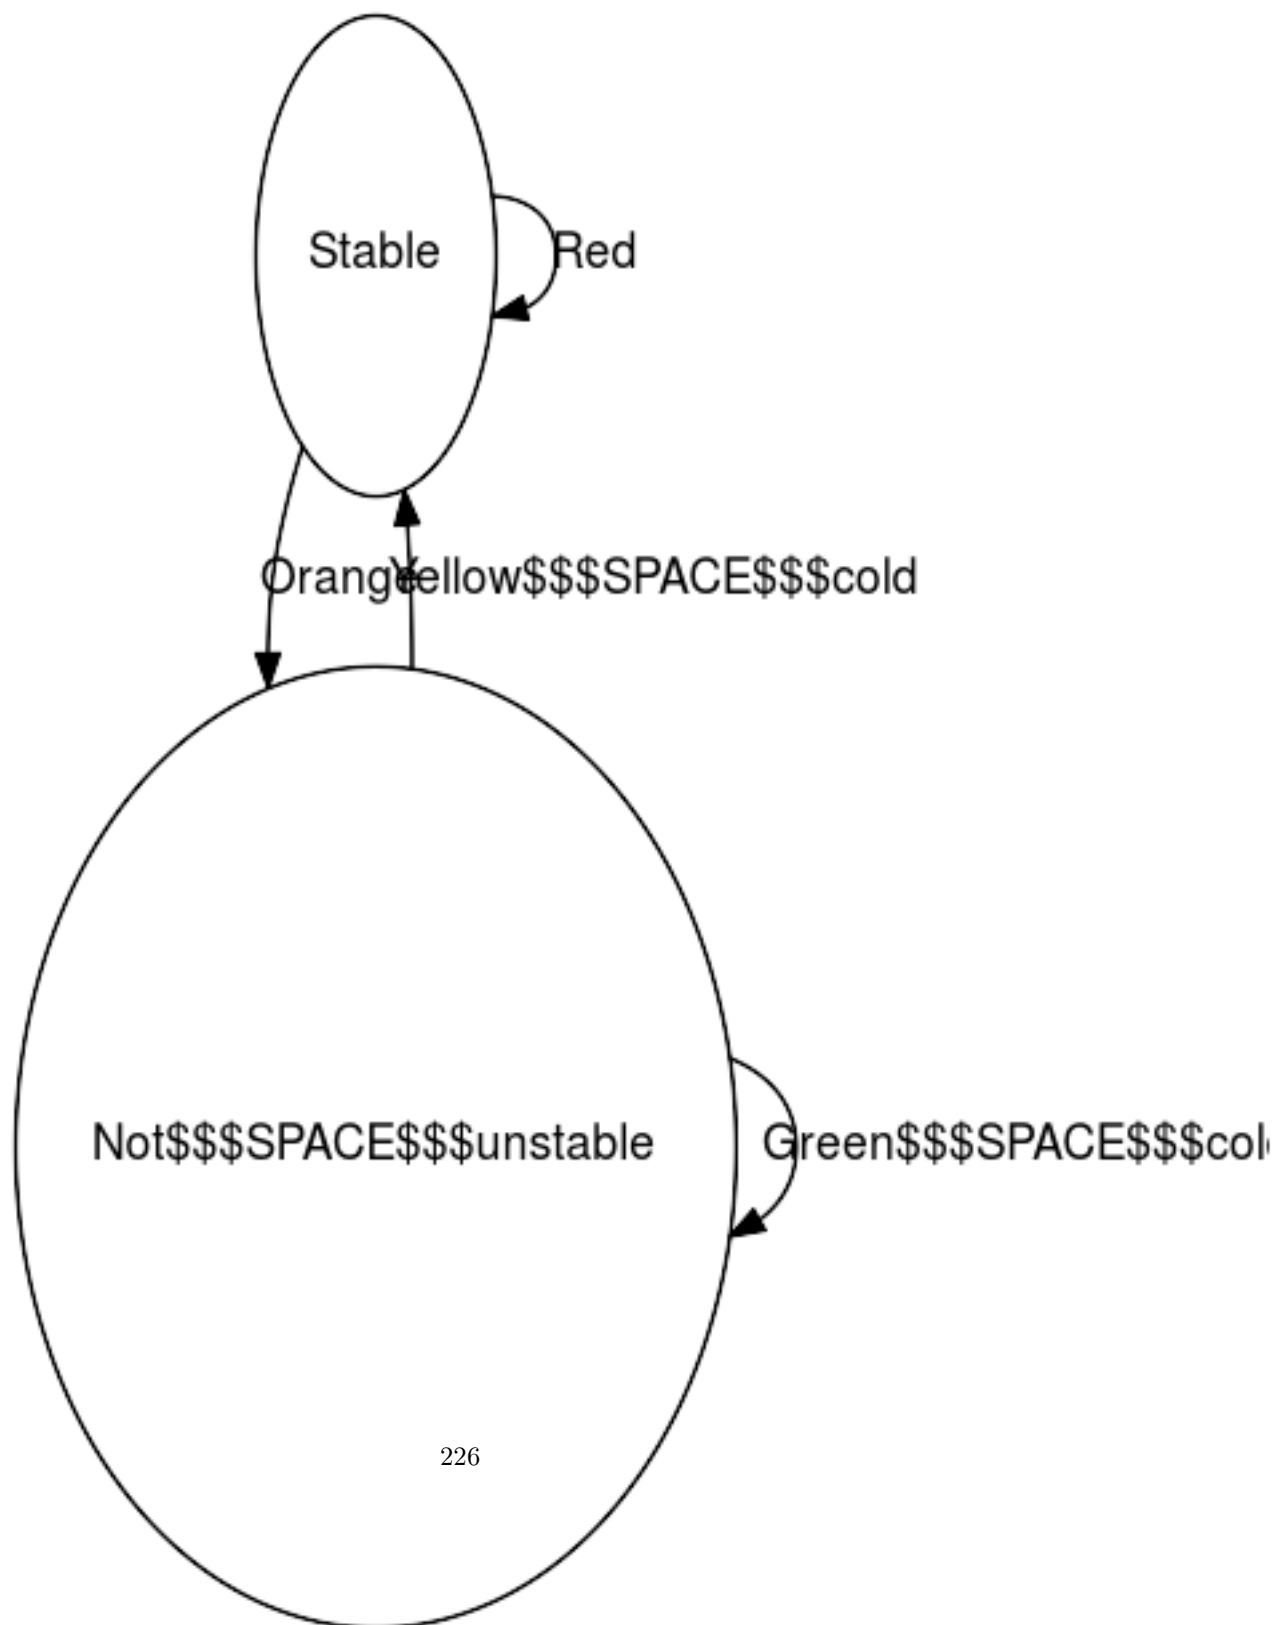 Stable
Red
Orange
Yellow$$$SPACE$$$cold
Not$$$SPACE$$$unstable
Green$$$SPACE$$$col
226